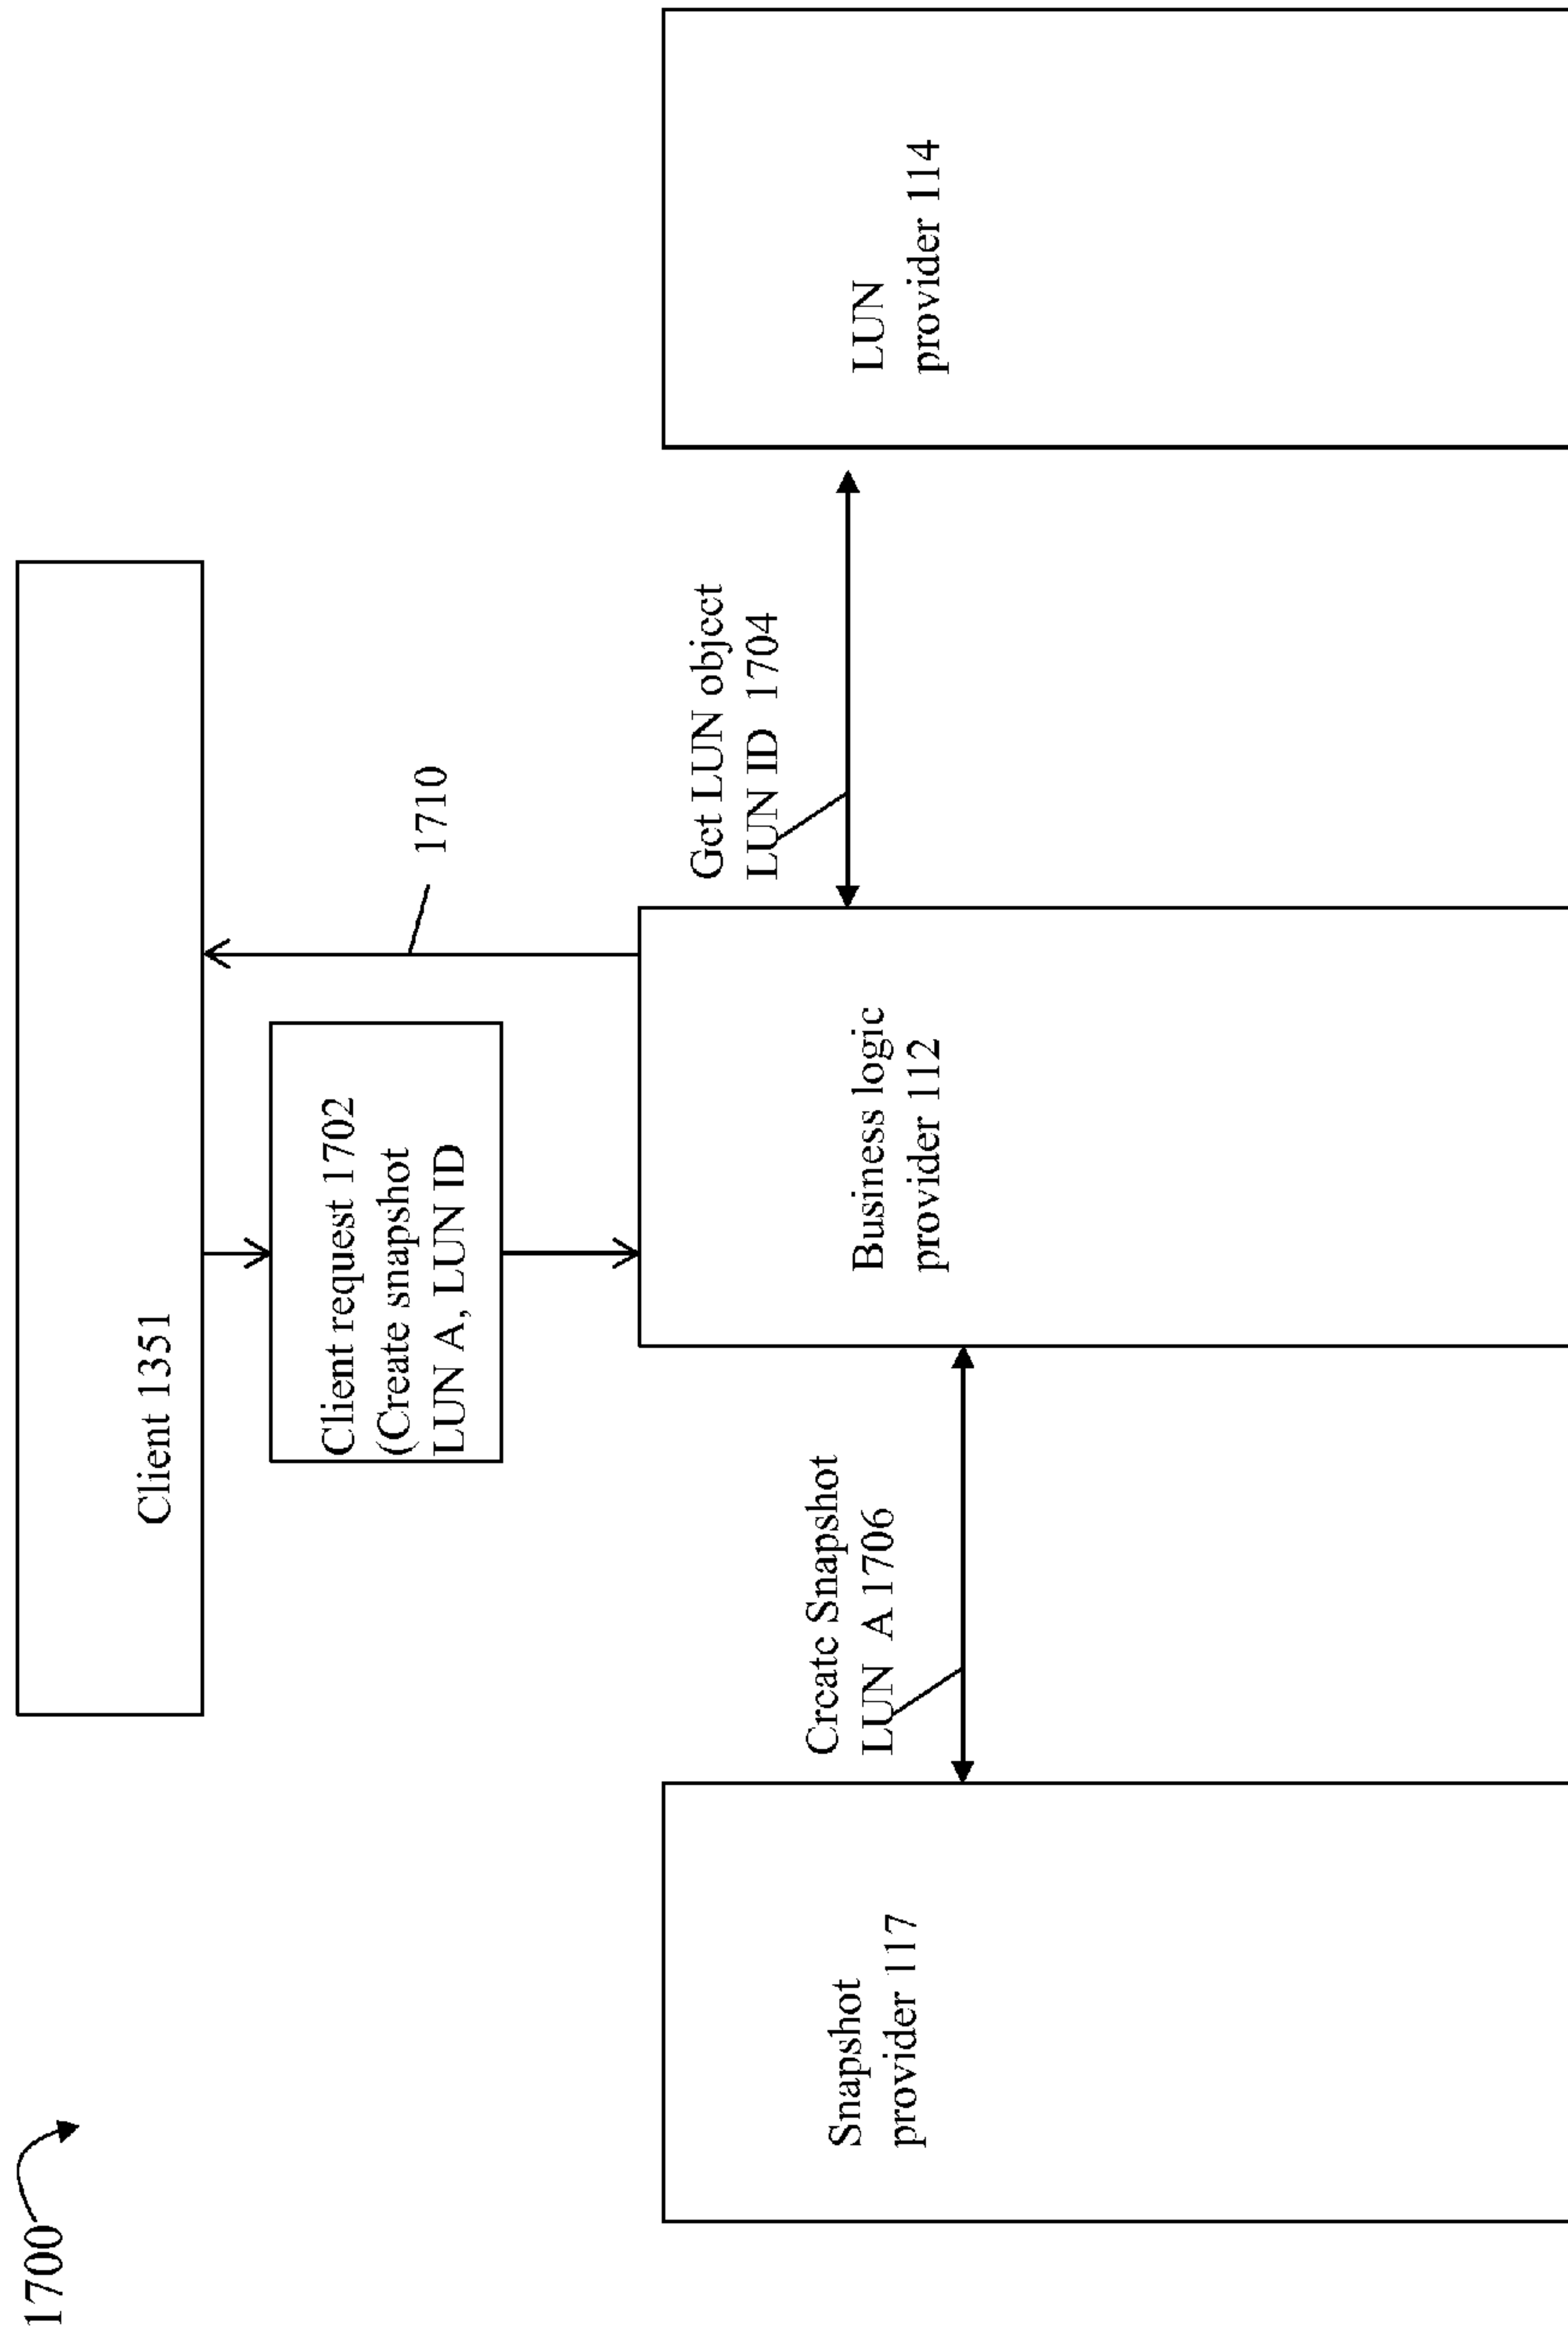 1700
Client 1351
Client request 1702
(Create snapshot
LUN A, LUN ID
1710
Create Snapshot
LUN A 1706
Get LUN object
LUN ID 1704
Snapshot
provider 117
Business logic
provider 112
LUN
provider 114